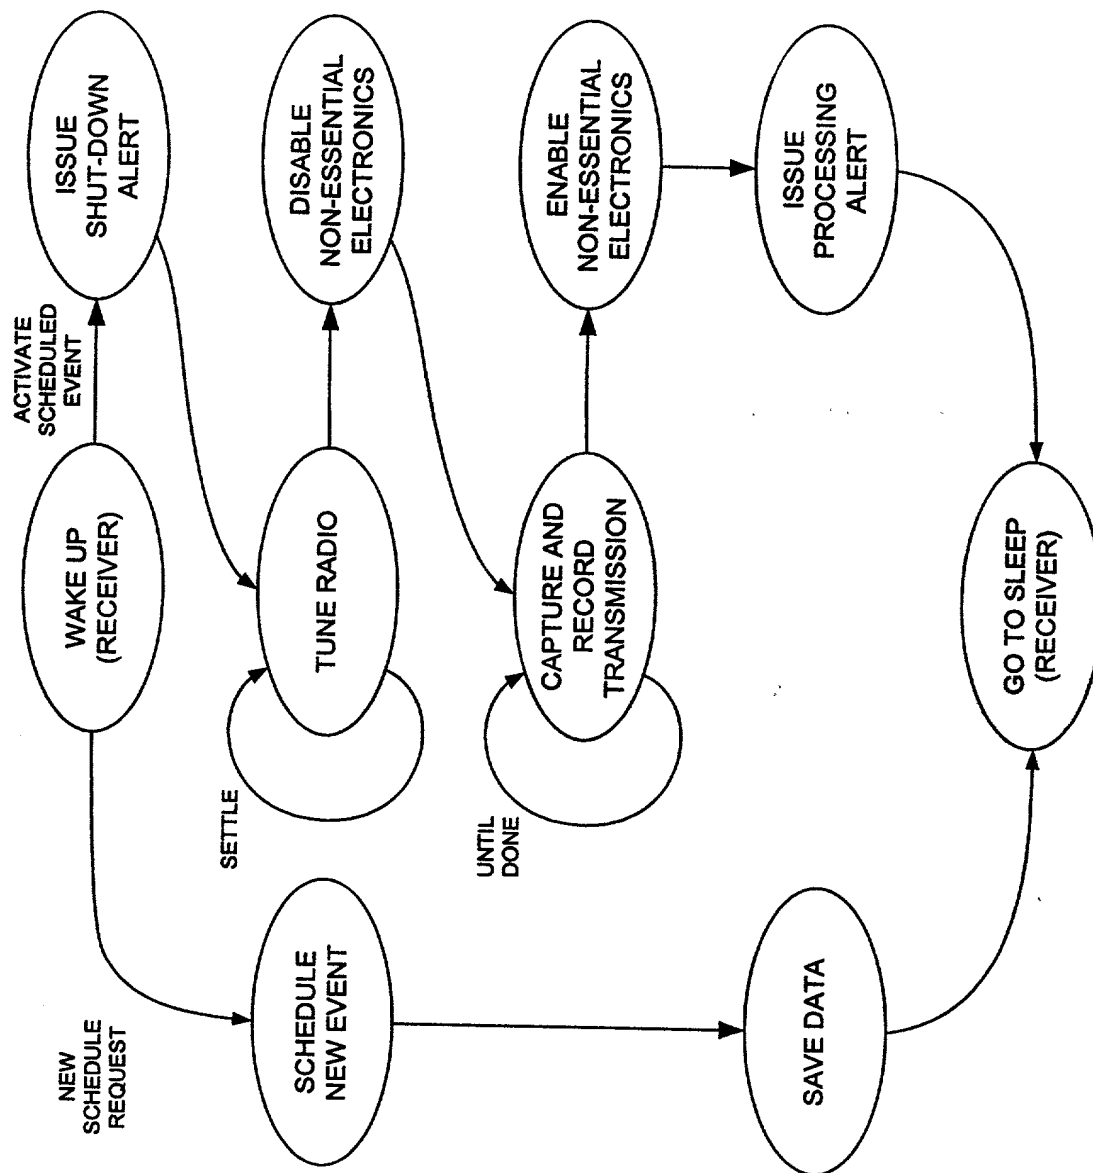 NEW
SCHEDULE
REQUEST
WAKE UP
(RECEIVER)
ACTIVATE
SCHEDULED
EVENT
ISSUE
SHUT-DOWN
ALERT
SCHEDULE
NEW EVENT
SETTLE
TUNE RADIO
DISABLE
NON-ESSENTIAL
ELECTRONICS
UNTIL
DONE
CAPTURE AND
RECORD
TRANSMISSION
ENABLE
NON-ESSENTIAL
ELECTRONICS
SAVE DATA
ISSUE
PROCESSING
ALERT
GO TO SLEEP
(RECEIVER)